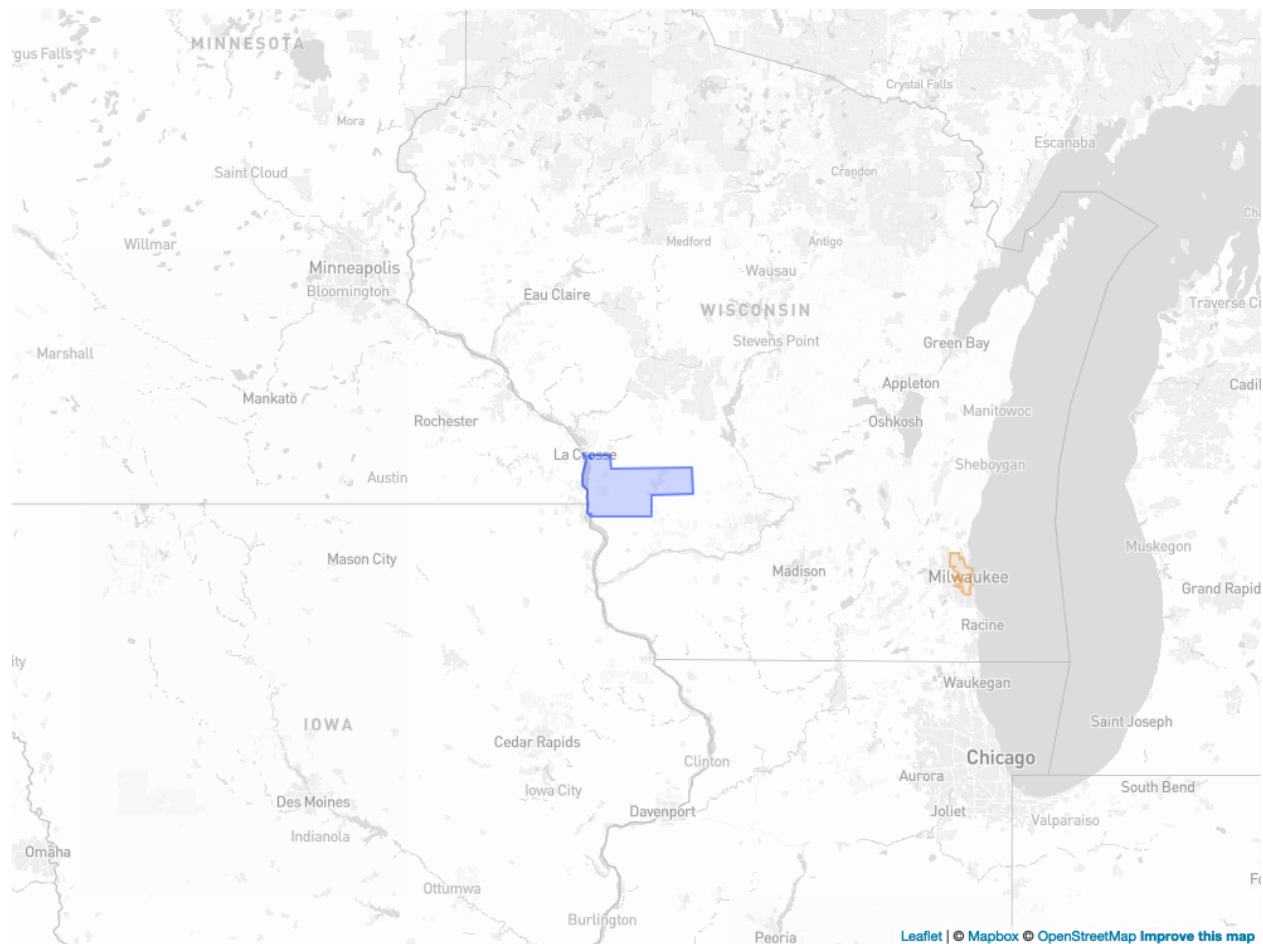 MINNESOTA
gus Falls
Crystal Falls
Mora
Escanaba
Saint Cloud
Crandon
Willmar
Medford
Antigo
Minneapolis
Wausau
Bloomington
Eau Claire
Traverse Ci
WISCONSIN
Stevens Point
Green Bay
Marshall
Appleton
Cadil
Mankato
Manitowoc
Rochester
Oshkosh
La Crosse
Sheboygan
Austin
Muskegon
Mason City
Madison
Milwaukee
Grand Rapid
Racine
ity
Waukegan
IOWA
Saint Joseph
Cedar Rapids
Clinton
Chicago
Aurora
South Bend
Iowa City
Des Moines
Davenport
Joliet
Valparaiso
Indianola
Omaha
Ottumwa
Burlington
Peoria
Leaflet | © Mapbox © OpenStreetMap Improve this map